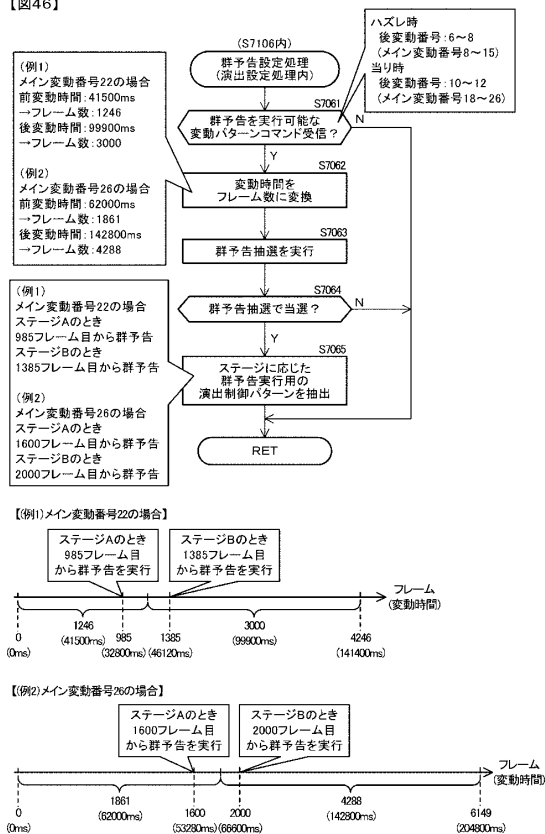 【図46】
(S7106内)
群予告設定処理
(演出設定処理内)
S7061
群予告を実行可能な
変動パターンコマンド受信？
N
Y
ハズレ時
後変動番号:6～8
(メイン変動番号8～15)
当り時
後変動番号:10～12
(メイン変動番号18～26)
(例1)
メイン変動番号22の場合
前変動時間:41500ms
→フレーム数:1246
後変動時間:99900ms
→フレーム数:3000
(例2)
メイン変動番号26の場合
前変動時間:62000ms
→フレーム数:1861
後変動時間:142800ms
→フレーム数:4288
S7062
変動時間を
フレーム数に変換
S7063
群予告抽選を実行
S7064
群予告抽選で当選？
N
Y
(例1)
メイン変動番号22の場合
ステージAのとき
985フレーム目から群予告
ステージBのとき
1385フレーム目から群予告
(例2)
メイン変動番号26の場合
ステージAのとき
1600フレーム目から群予告
ステージBのとき
2000フレーム目から群予告
S7065
ステージに応じた
群予告実行用の
演出制御パターンを抽出
RET
【(例1)メイン変動番号22の場合】
ステージAのとき
985フレーム目
から群予告を実行
ステージBのとき
1385フレーム目
から群予告を実行
フレーム
(変動時間)
0
(0ms)
1246
(41500ms)
985
(32800ms)
1385
(46120ms)
3000
(99900ms)
4246
(141400ms)
【(例2)メイン変動番号26の場合】
ステージAのとき
1600フレーム目
から群予告を実行
ステージBのとき
2000フレーム目
から群予告を実行
フレーム
(変動時間)
0
(0ms)
1861
(62000ms)
1600
(53280ms)
2000
(66600ms)
4288
(142800ms)
6149
(204800ms)